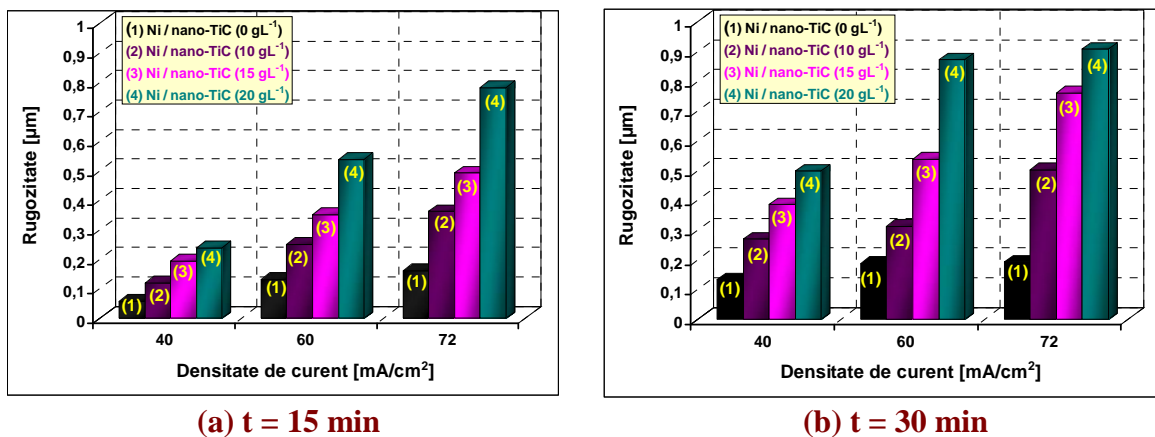 1
0,9
0,8
0,7
0,6
0,5
0,4
0,3
0,2
0,1
0
Rugozitate [µm]
(1) Ni / nano-TiC (0 gL⁻¹)
(2) Ni / nano-TiC (10 gL⁻¹)
(3) Ni / nano-TiC (15 gL⁻¹)
(4) Ni / nano-TiC (20 gL⁻¹)
(1) (2) (3) (4)
(1) (2) (3) (4)
(1) (2) (3) (4)
40 60 72
Densitate de curent [mA/cm²]
(a) t = 15 min
1
0,9
0,8
0,7
0,6
0,5
0,4
0,3
0,2
0,1
0
Rugozitate [µm]
(1) Ni / nano-TiC (0 gL⁻¹)
(2) Ni / nano-TiC (10 gL⁻¹)
(3) Ni / nano-TiC (15 gL⁻¹)
(4) Ni / nano-TiC (20 gL⁻¹)
(1) (2) (3) (4)
(1) (2) (3) (4)
(1) (2) (3) (4)
40 60 72
Densitate de curent [mA/cm²]
(b) t = 30 min